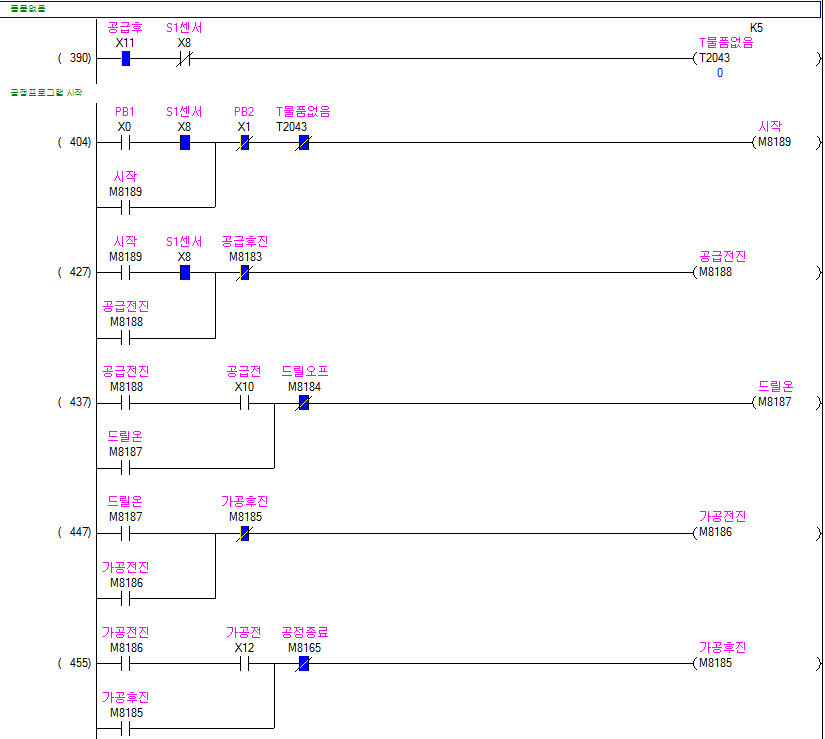 물품없음
공급후 S1센서 K5
X11 X8 T물품없음
( 390) ( T2043 )
0
공정프로그램 시작
PB1 S1센서 PB2 T물품없음
X0 X8 X1 T2043 시작
( 404) ( M8189 )
시작
M8189
시작 S1센서 공급후진
M8189 X8 M8183 공급전진
( 427) ( M8188 )
공급전진
M8188
공급전진 공급전 드릴오프
M8188 X10 M8184 드릴온
( 437) ( M8187 )
드릴온
M8187
드릴온 가공후진
M8187 M8185 가공전진
( 447) ( M8186 )
가공전진
M8186
가공전진 가공전 공정종료
M8186 X12 M8165 가공후진
( 455) ( M8185 )
가공후진
M8185